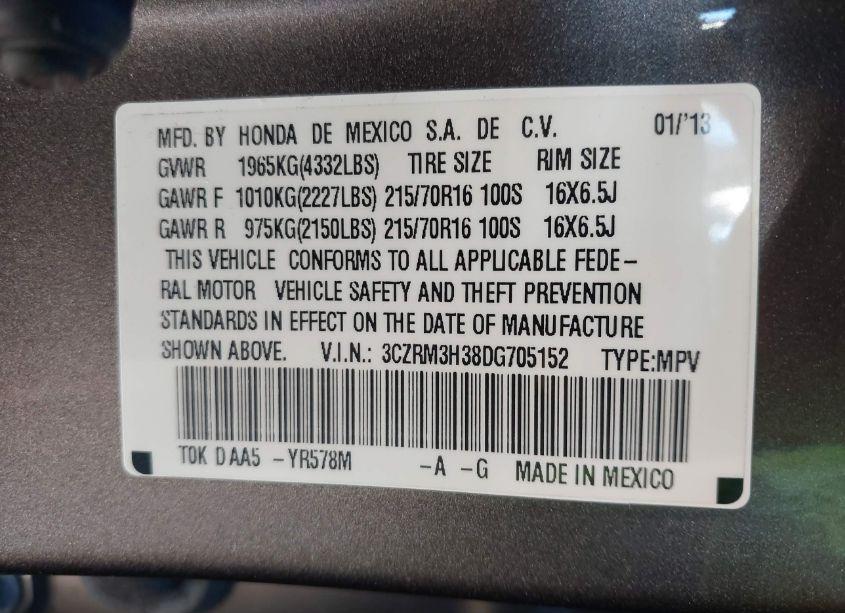 MFD. BY HONDA DE MEXICO S.A. DE C.V. 01/'13
GVWR 1965KG(4332LBS) TIRE SIZE RIM SIZE
GAWR F 1010KG(2227LBS) 215/70R16 100S 16X6.5J
GAWR R 975KG(2150LBS) 215/70R16 100S 16X6.5J
THIS VEHICLE CONFORMS TO ALL APPLICABLE FEDE-
RAL MOTOR VEHICLE SAFETY AND THEFT PREVENTION
STANDARDS IN EFFECT ON THE DATE OF MANUFACTURE
SHOWN ABOVE. V.I.N.: 3CZRM3H38DG705152 TYPE:MPV
T0K D AA5 -YR578M -A -G MADE IN MEXICO